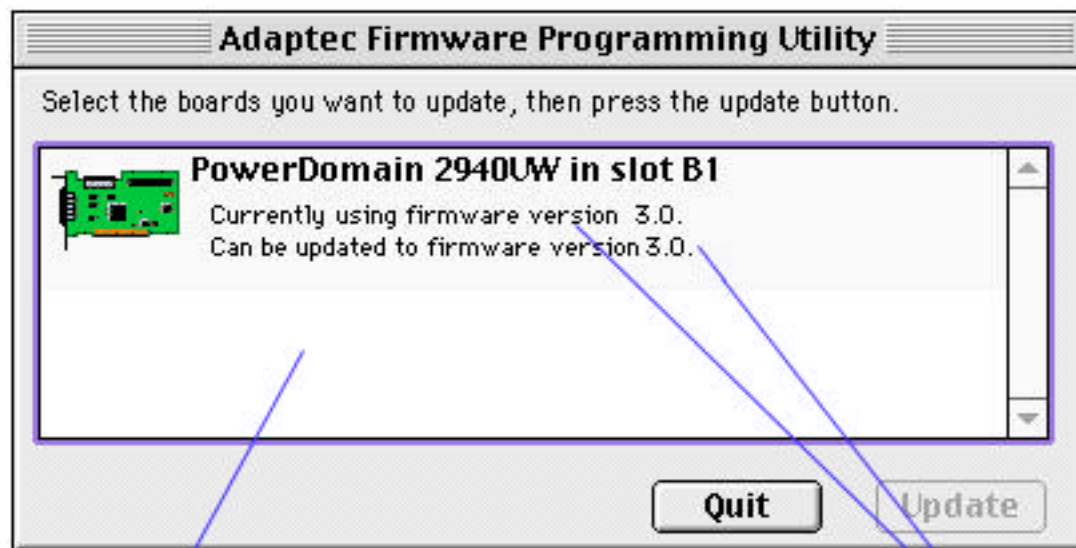 Adaptec Firmware Programming Utility
Select the boards you want to update, then press the update button.
PowerDomain 2940UW in slot B1
Currently using firmware version 3.0.
Can be updated to firmware version 3.0.
Quit
Update